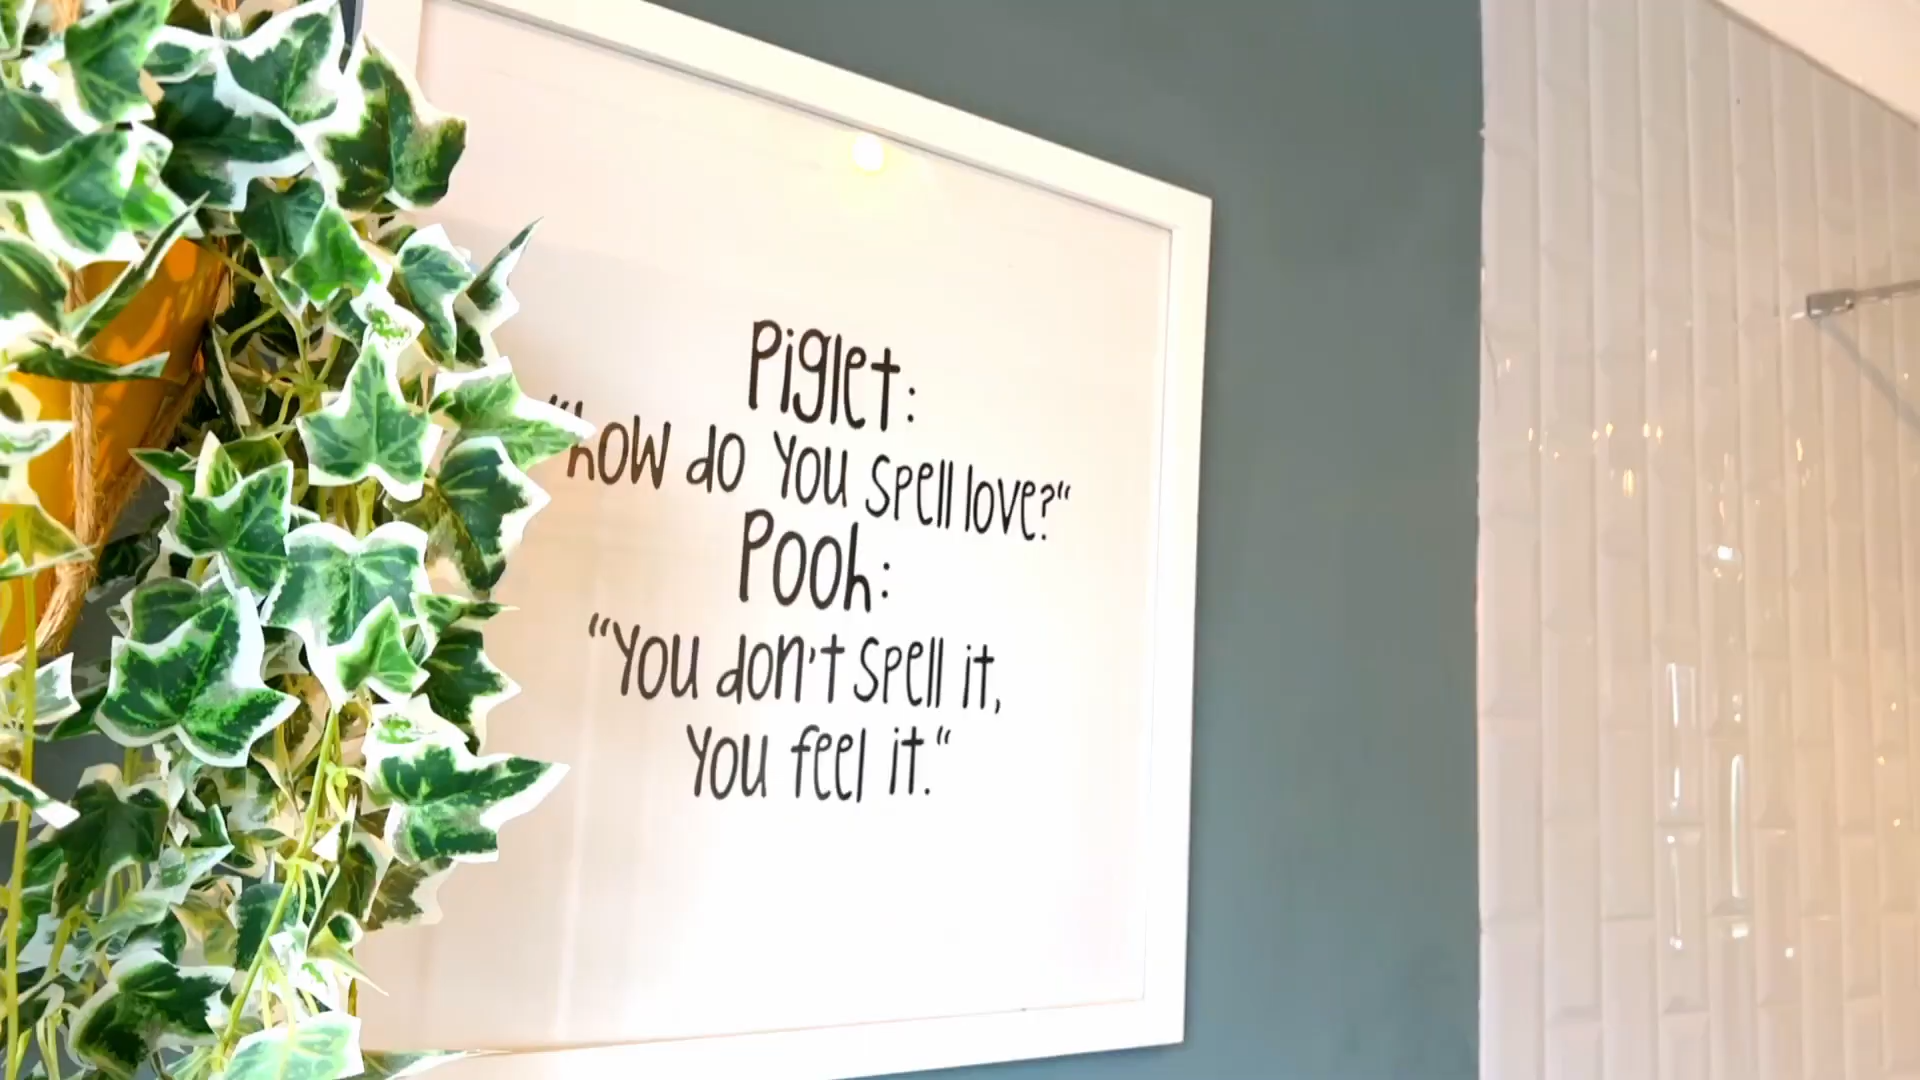 Piglet:
"how do you spell love?"
Pooh:
"You don't spell it,
You feel it."